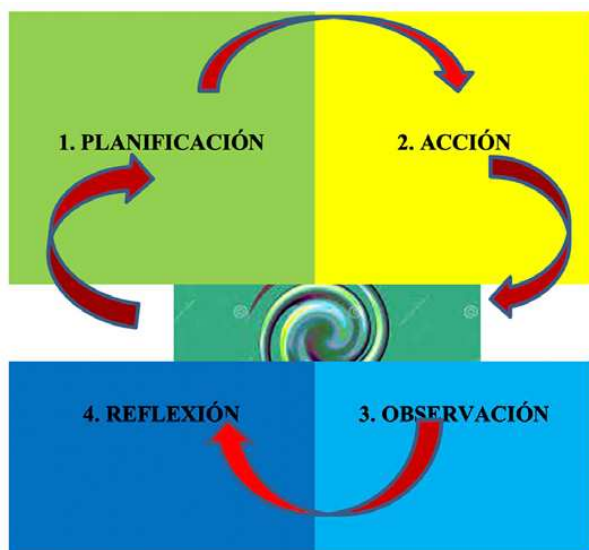 1. PLANIFICACIÓN
2. ACCIÓN
4. REFLEXIÓN
3. OBSERVACIÓN